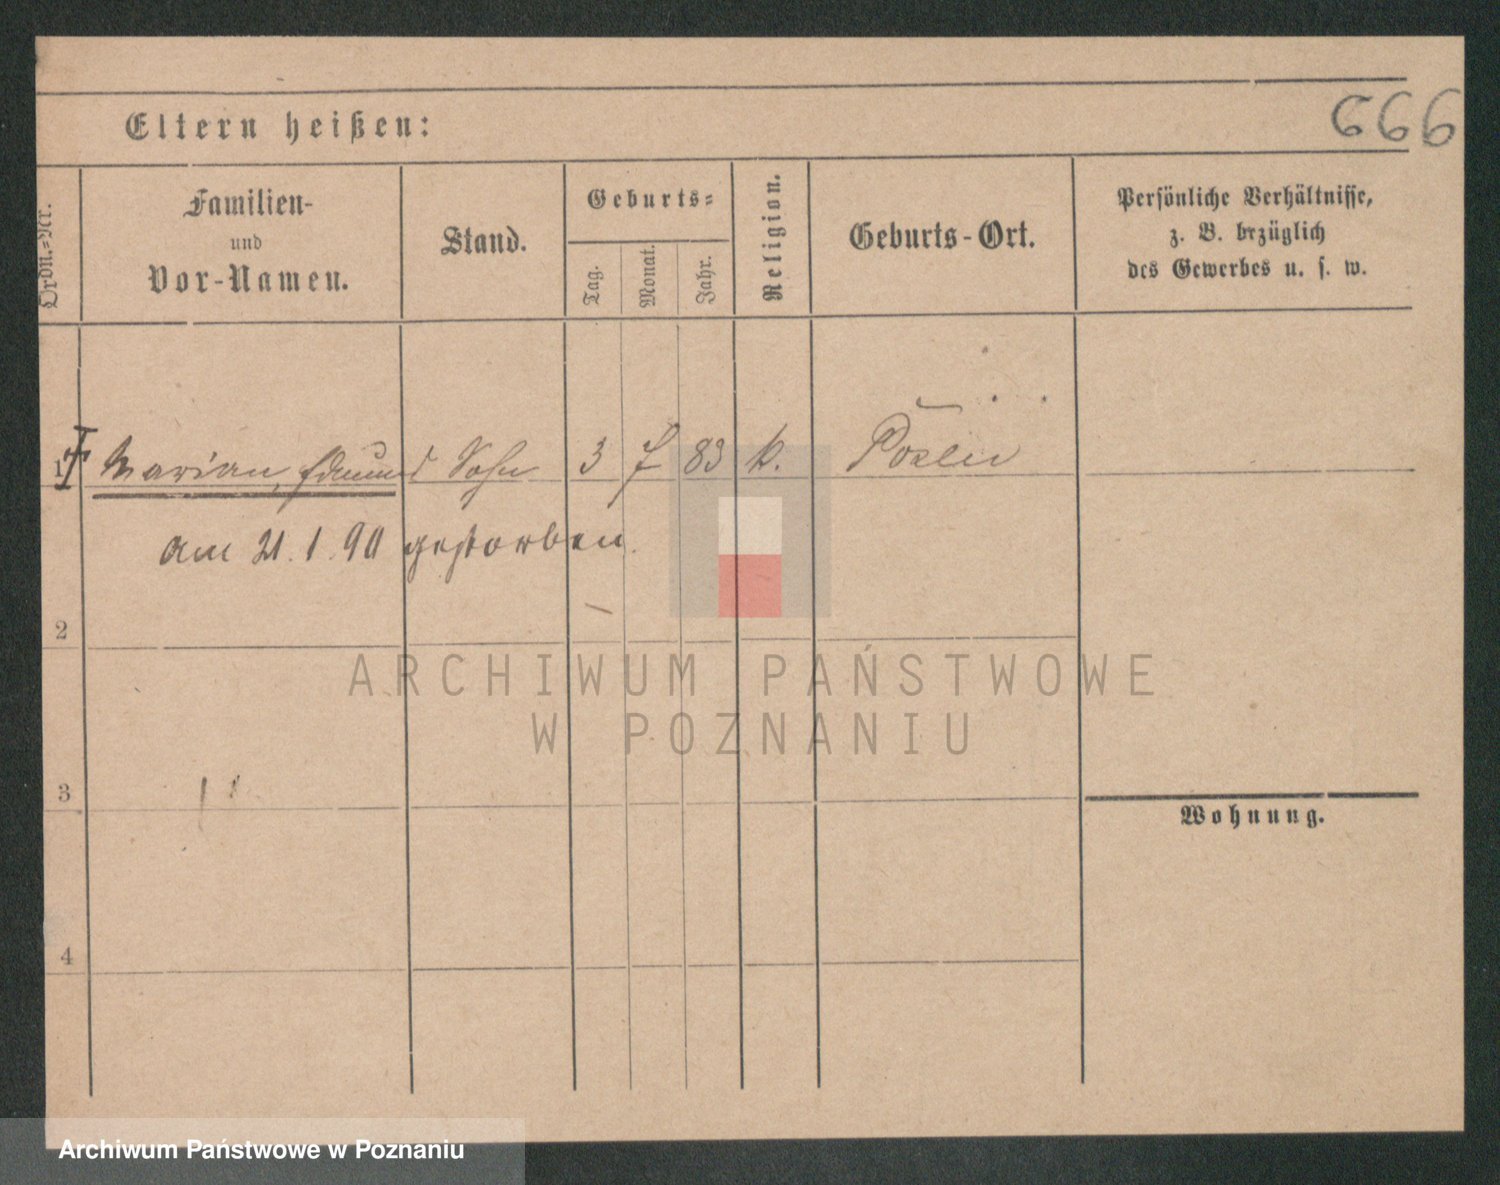 Eltern heißen:
666
Ordn.-Nr.
Familien-
und
Vor-Namen.
Stand.
Geburts-
Tag.
Monat.
Jahr.
Religion.
Geburts-Ort.
Persönliche Verhältnisse,
z. B. bezüglich
des Gewerbes u. s. w.
1 Marian, Edmund Sohn 3 7 83 k. Posen
am 21.1.90 gestorben.
2
ARCHIWUM PAŃSTWOWE
W POZNANIU
3
Wohnung.
4
Archiwum Państwowe w Poznaniu